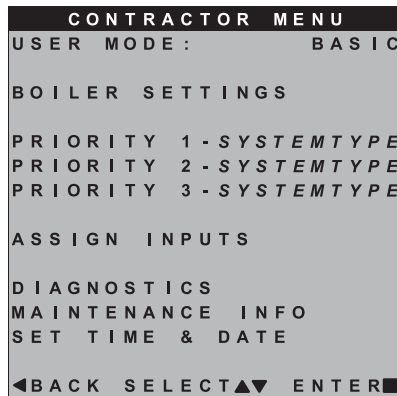 CONTRACTOR MENU
USER MODE: BASIC
BOILER SETTINGS
PRIORITY 1-SYSTEMTYPE
PRIORITY 2-SYSTEMTYPE
PRIORITY 3-SYSTEMTYPE
ASSIGN INPUTS
DIAGNOSTICS
MAINTENANCE INFO
SET TIME & DATE
◀BACK SELECT▲▼ ENTER■